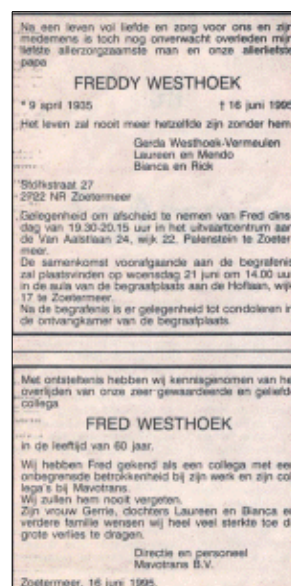 Na een leven vol liefde en zorg voor ons en zijn
medemens is toch nog onverwacht overleden mijn
liefste allerzorgzaamste man en onze allerliefste
papa
FREDDY WESTHOEK
* 9 april 1935 † 16 juni 1995
Het leven zal nooit meer hetzelfde zijn zonder hem.
Gerda Westhoek-Vermeulen
Laureen en Mendo
Bianca en Rick
27
2722 NR Zoetermeer
Gelegenheid om afscheid te nemen van Fred dins-
dag van 19.30-20.15 uur in het uitvaartcentrum aan
de Van Aalstlaan 24, wijk 22, Palenstein te Zoeter-
meer.
De samenkomst voorafgaande aan de begrafenis
zal plaatsvinden op woensdag 21 juni om 14.00 uur
in de aula van de begraafplaats aan de Hoflaan, wijk
17 te Zoetermeer.
Na de begrafenis is er gelegenheid tot condoleren in
de ontvangkamer van de begraafplaats.
Met ontsteltenis hebben wij kennisgenomen van het
overlijden van onze zeer gewaardeerde en geliefde
collega
FRED WESTHOEK
in de leeftijd van 60 jaar.
Wij hebben Fred gekend als een collega met een
onbegrensde betrokkenheid bij zijn werk en zijn col-
lega's bij Mavotrans.
Wij zullen hem nooit vergeten.
Zijn vrouw Gerrie, dochters Laureen en Bianca en
verdere familie wensen wij heel veel sterkte toe dit
grote verlies te dragen.
Directie en personeel
Mavotrans B.V.
Zoetermeer, 16 juni 1995.